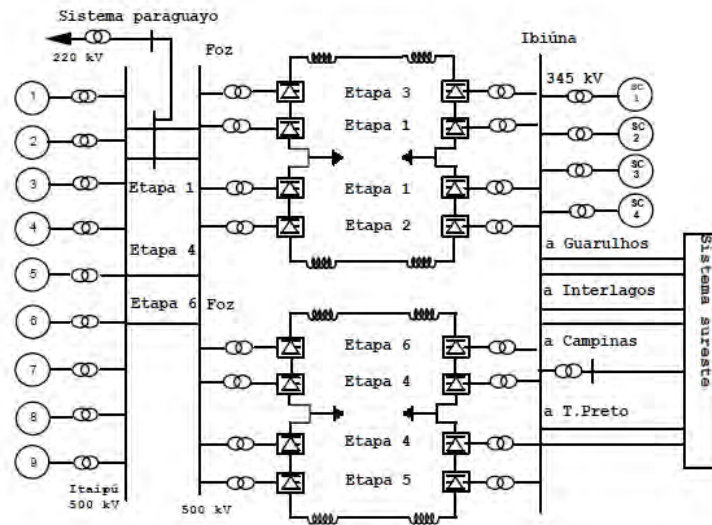 Sistema paraguayo
220 kV
Foz
Ibiúna
345 kV
1
2
3
4
5
6
7
8
9
Etapa 1
Etapa 4
Etapa 6
Foz
Itaipú
500 kV
500 kV
Etapa 3
Etapa 1
Etapa 1
Etapa 2
Etapa 6
Etapa 4
Etapa 4
Etapa 5
SC
1
SC
2
SC
3
SC
4
a Guarulhos
a Interlagos
a Campinas
a T.Preto
Sistema sureste